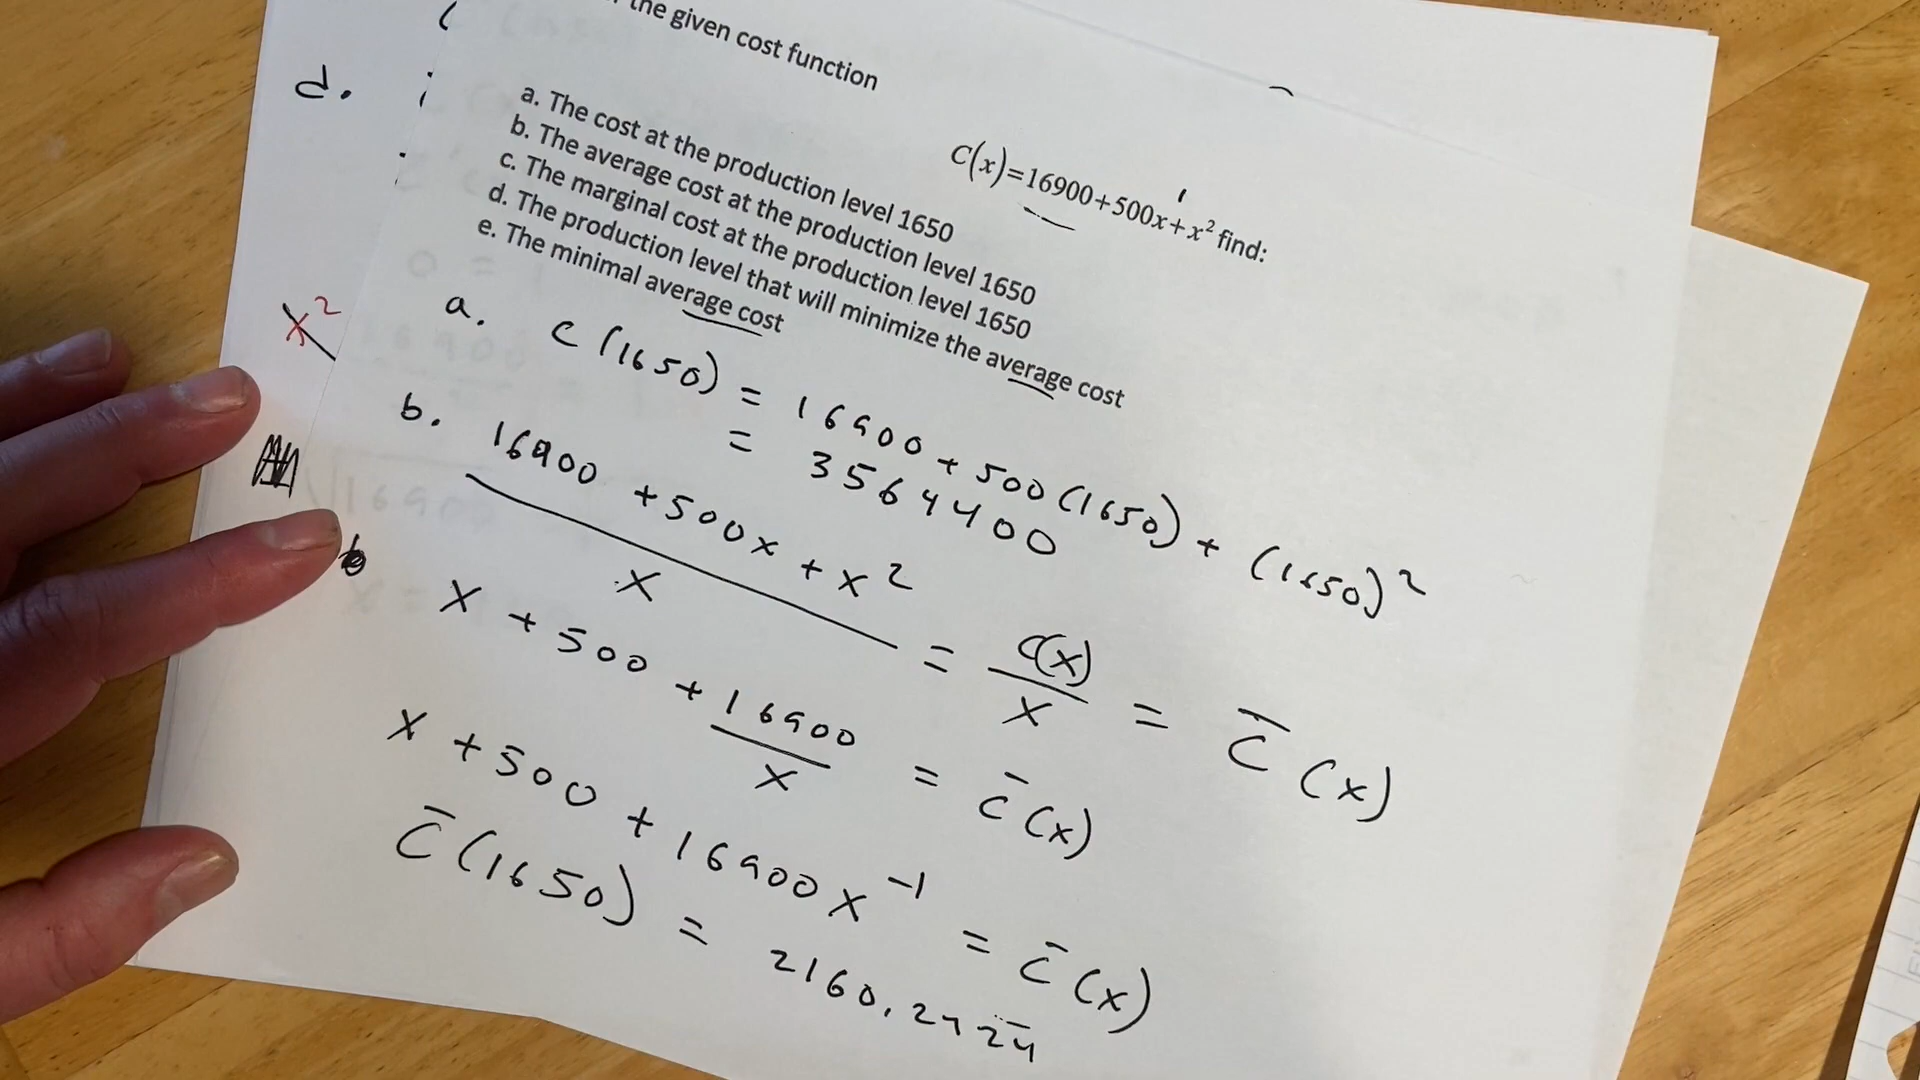 the given cost function
C(x)=16900+500x+x² find:
a. The cost at the production level 1650
b. The average cost at the production level 1650
c. The marginal cost at the production level 1650
d. The production level that will minimize the average cost
e. The minimal average cost
d.
x²
a. C(1650) = 16900 + 500(1650) + (1650)²
= 3564400
b. 16900 + 500x + x² / x = C(x) / x = C̄(x)
x + 500 + 16900 / x = C̄(x)
x + 500 + 16900x⁻¹ = C̄(x)
C̄(1650) = 2160.2424